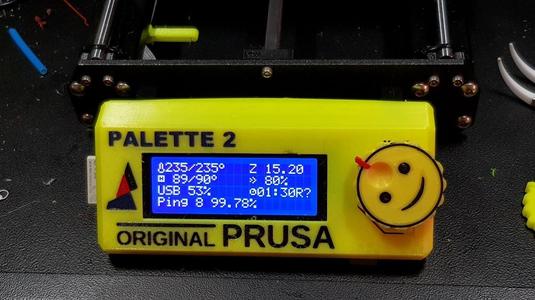 PALETTE 2
235/235° Z 15.20
89/90° 80%
USB 53% 01:30R?
Ping 8 99.78%
ORIGINAL PRUSA